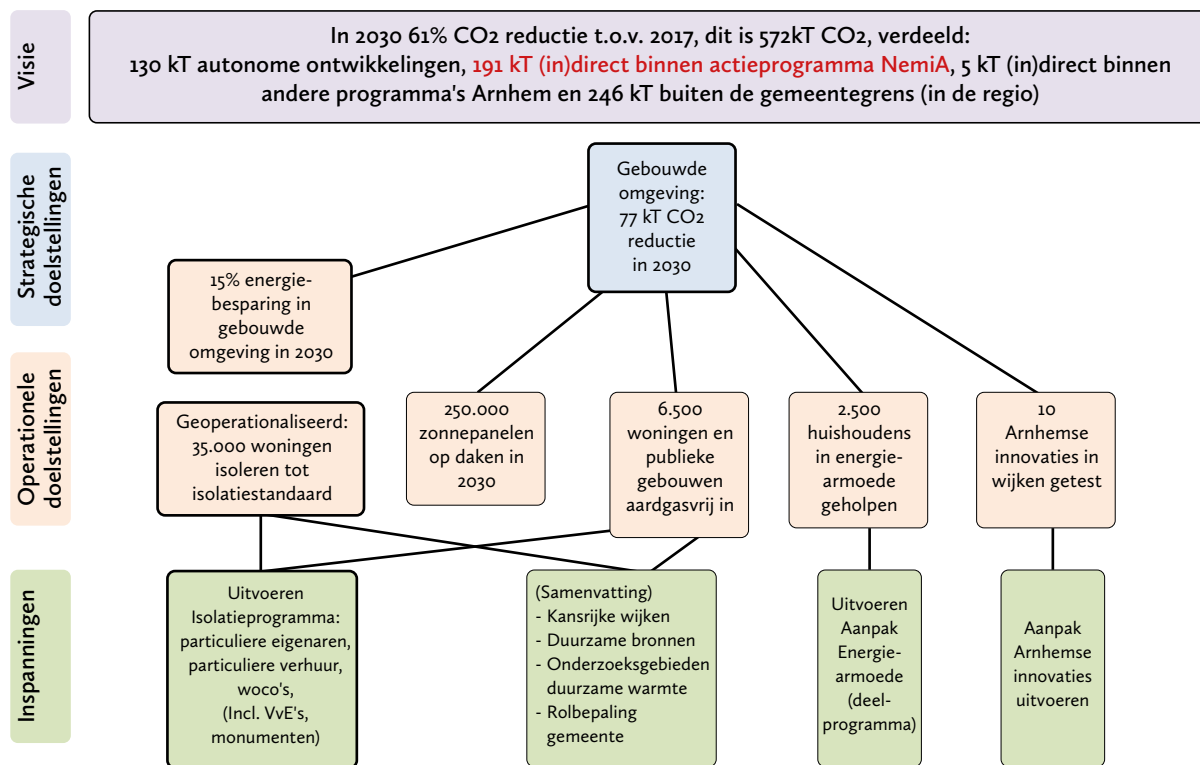 Visie
In 2030 61% CO2 reductie t.o.v. 2017, dit is 572kT CO2, verdeeld:
130 kT autonome ontwikkelingen, 191 kT (in)direct binnen actieprogramma NemiA, 5 kT (in)direct binnen
andere programma's Arnhem en 246 kT buiten de gemeentegrens (in de regio)
Strategische
doelstellingen
Gebouwde
omgeving:
77 kT CO2
reductie
in 2030
15% energie-
besparing in
gebouwde
omgeving in 2030
Operationele
doelstellingen
Geoperationaliseerd:
35.000 woningen
isoleren tot
isolatiestandaard
250.000
zonnepanelen
op daken in
2030
6.500
woningen en
publieke
gebouwen
aardgasvrij in
2.500
huishoudens
in energie-
armoede
geholpen
10
Arnhemse
innovaties in
wijken getest
Inspanningen
Uitvoeren
Isolatieprogramma:
particuliere eigenaren,
particuliere verhuur,
woco's,
(Incl. VvE's,
monumenten)
(Samenvatting)
- Kansrijke wijken
- Duurzame bronnen
- Onderzoeksgebieden
duurzame warmte
- Rolbepaling
gemeente
Uitvoeren
Aanpak
Energie-
armoede
(deel-
programma)
Aanpak
Arnhemse
innovaties
uitvoeren